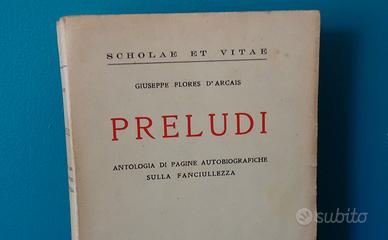 SCHOLAE ET VITAE
GIUSEPPE FLORES D'ARCAIS
PRELUDI
ANTOLOGIA DI PAGINE AUTOBIOGRAFICHE
SULLA FANCIULLEZZA
subito